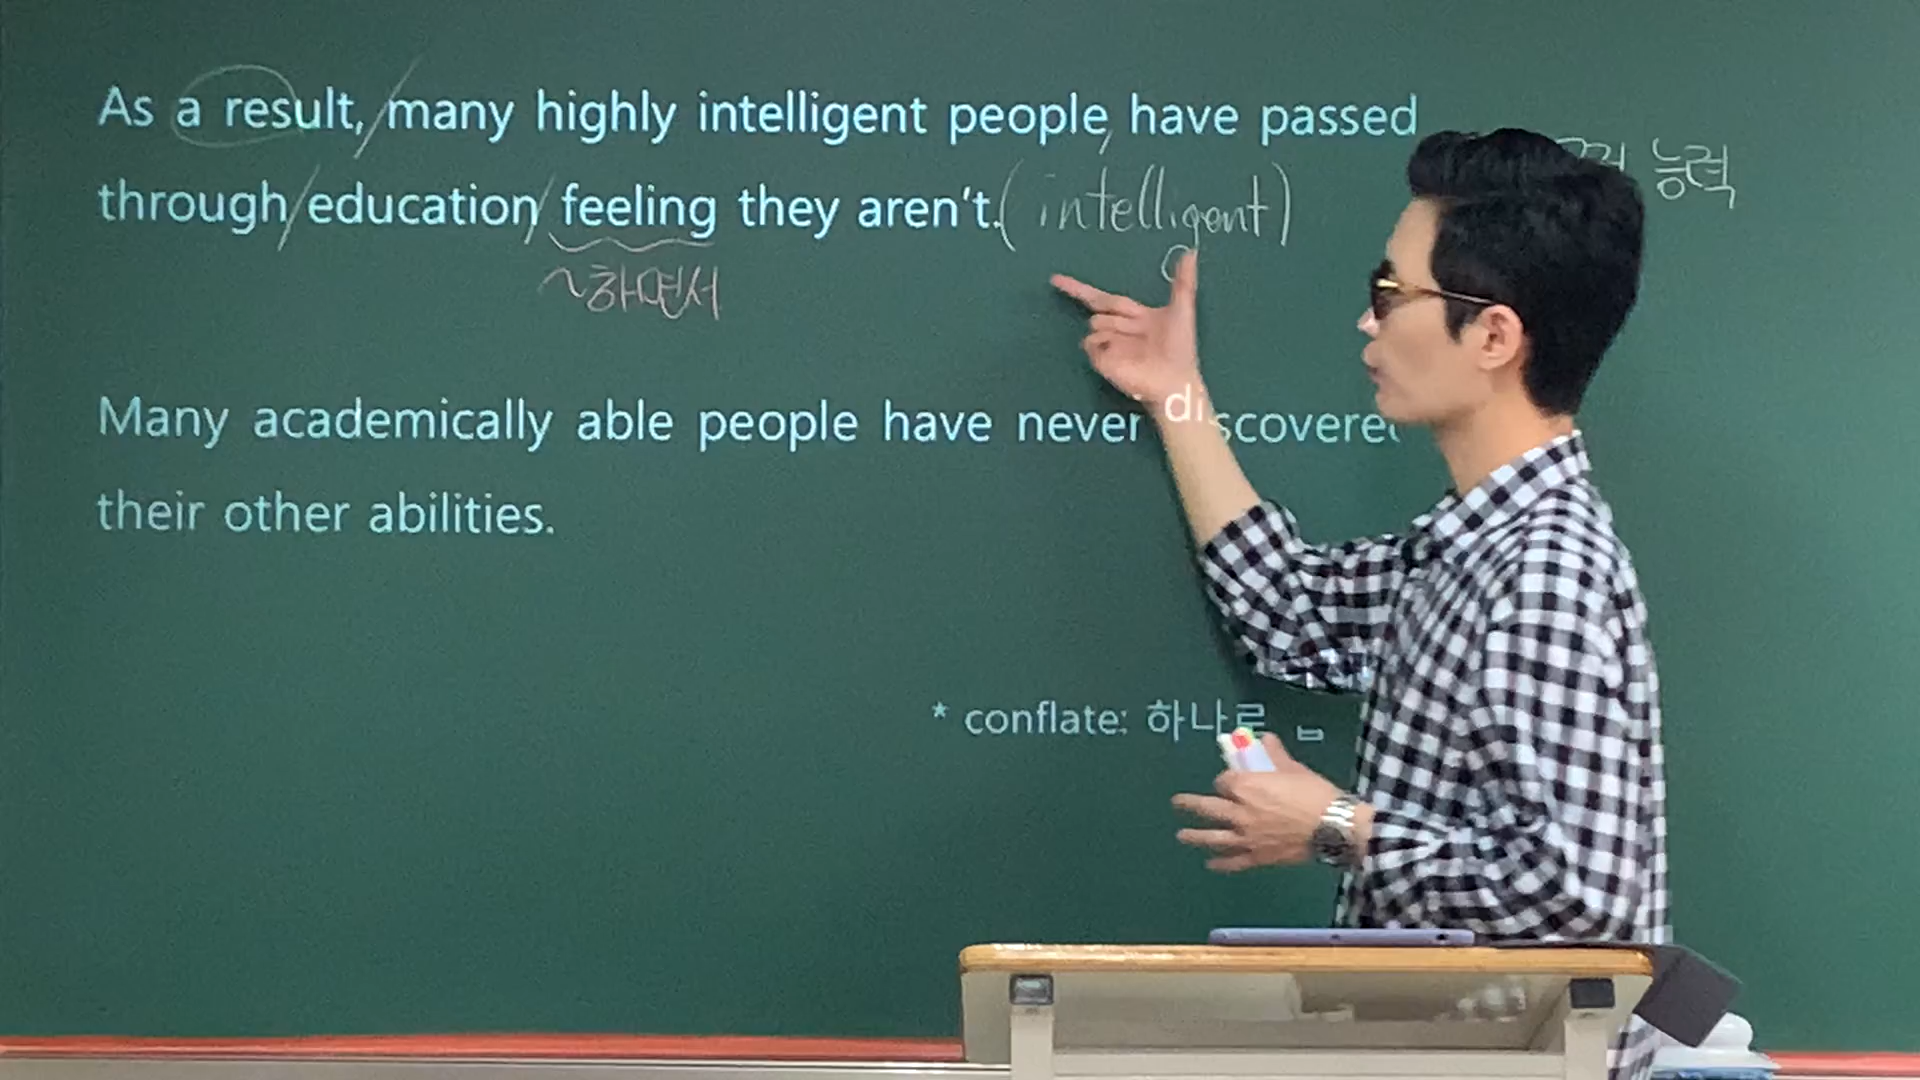 As a result, many highly intelligent people, have passed
through education feeling they aren't. (intelligent)
~하면서
능력
Many academically able people have never discovered
their other abilities.
* conflate: 하나로